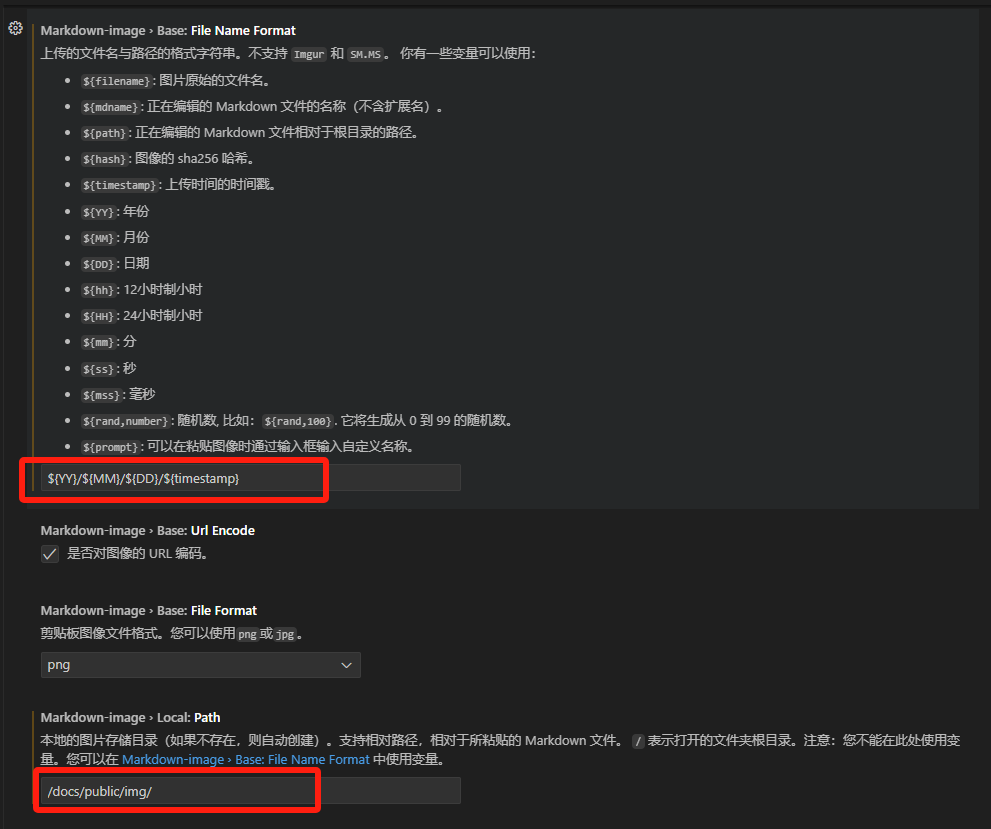 Markdown-image › Base: File Name Format
上传的文件名与路径的格式字符串。不支持 Imgur 和 SM.MS。 你有一些变量可以使用：
• ${filename}: 图片原始的文件名。
• ${mdname}: 正在编辑的 Markdown 文件的名称（不含扩展名）。
• ${path}: 正在编辑的 Markdown 文件相对于根目录的路径。
• ${hash}: 图像的 sha256 哈希。
• ${timestamp}: 上传时间的时间戳。
• ${YY}: 年份
• ${MM}: 月份
• ${DD}: 日期
• ${hh}: 12小时制小时
• ${HH}: 24小时制小时
• ${mm}: 分
• ${ss}: 秒
• ${mss}: 毫秒
• ${rand,number}: 随机数, 比如： ${rand,100}. 它将生成从 0 到 99 的随机数。
• ${prompt}: 可以在粘贴图像时通过输入框输入自定义名称。
${YY}/${MM}/${DD}/${timestamp}
Markdown-image › Base: Url Encode
是否对图像的 URL 编码。
Markdown-image › Base: File Format
剪贴板图像文件格式。您可以使用png或jpg。
png
Markdown-image › Local: Path
本地的图片存储目录（如果不存在，则自动创建）。支持相对路径，相对于所粘贴的 Markdown 文件。 / 表示打开的文件夹根目录。注意：您不能在此处使用变
量。您可以在 Markdown-image › Base: File Name Format 中使用变量。
/docs/public/img/